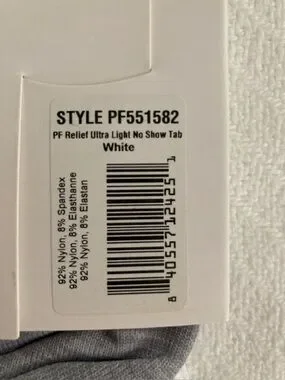 STYLE PF551582
PF Relief Ultra Light No Show Tab
White
92% Nylon, 8% Spandex
92% Nylon, 8% Elasthanne
92% Nylon, 8% Elastan
8 40557 12425 1